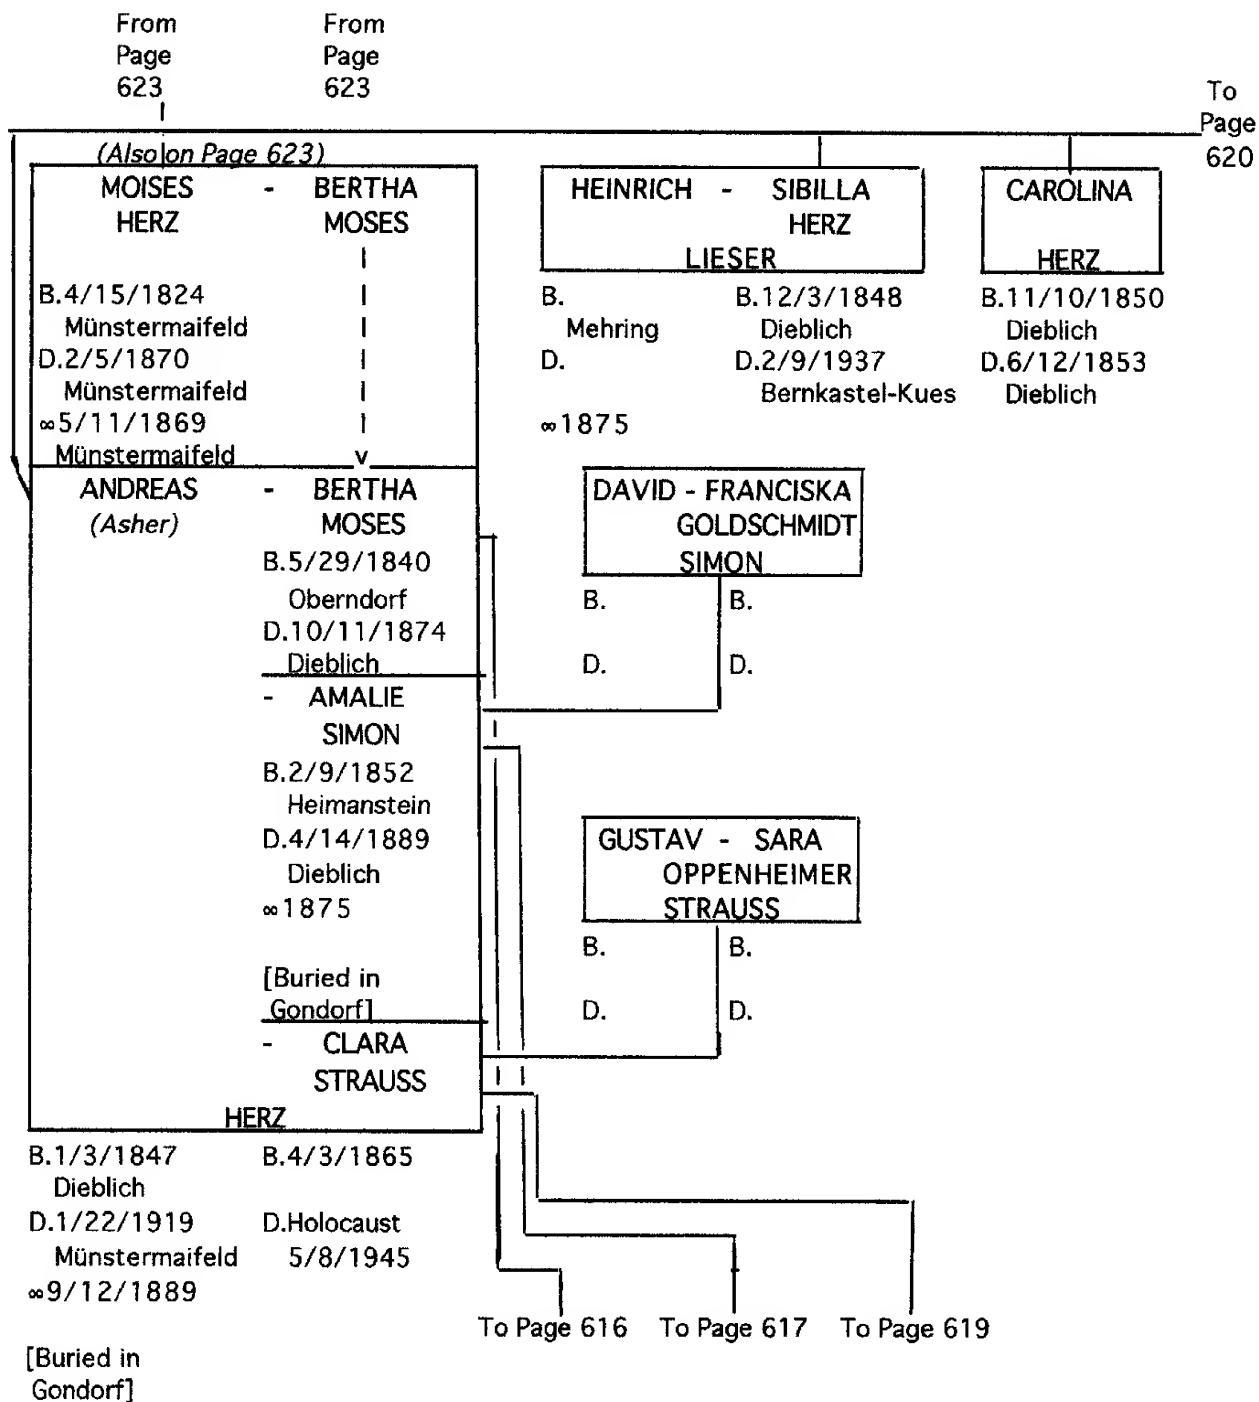 From From
Page Page
623 623
To
Page
620
(Also on Page 623)
MOISES - BERTHA
HERZ MOSES
B.4/15/1824
Münstermaifeld
D.2/5/1870
Münstermaifeld
∞5/11/1869
Münstermaifeld
v
HEINRICH - SIBILLA
HERZ
LIESER
B. B.12/3/1848
Mehring Dieblich
D. D.2/9/1937
Bernkastel-Kues
∞1875
CAROLINA
HERZ
B.11/10/1850
Dieblich
D.6/12/1853
Dieblich
ANDREAS - BERTHA
(Asher) MOSES
B.5/29/1840
Oberndorf
D.10/11/1874
Dieblich
- AMALIE
SIMON
B.2/9/1852
Heimanstein
D.4/14/1889
Dieblich
∞1875
[Buried in
Gondorf]
- CLARA
STRAUSS
HERZ
B.1/3/1847 B.4/3/1865
Dieblich
D.1/22/1919 D.Holocaust
Münstermaifeld 5/8/1945
∞9/12/1889
[Buried in
Gondorf]
DAVID - FRANCISKA
GOLDSCHMIDT
SIMON
B. B.
D. D.
GUSTAV - SARA
OPPENHEIMER
STRAUSS
B. B.
D. D.
To Page 616 To Page 617 To Page 619